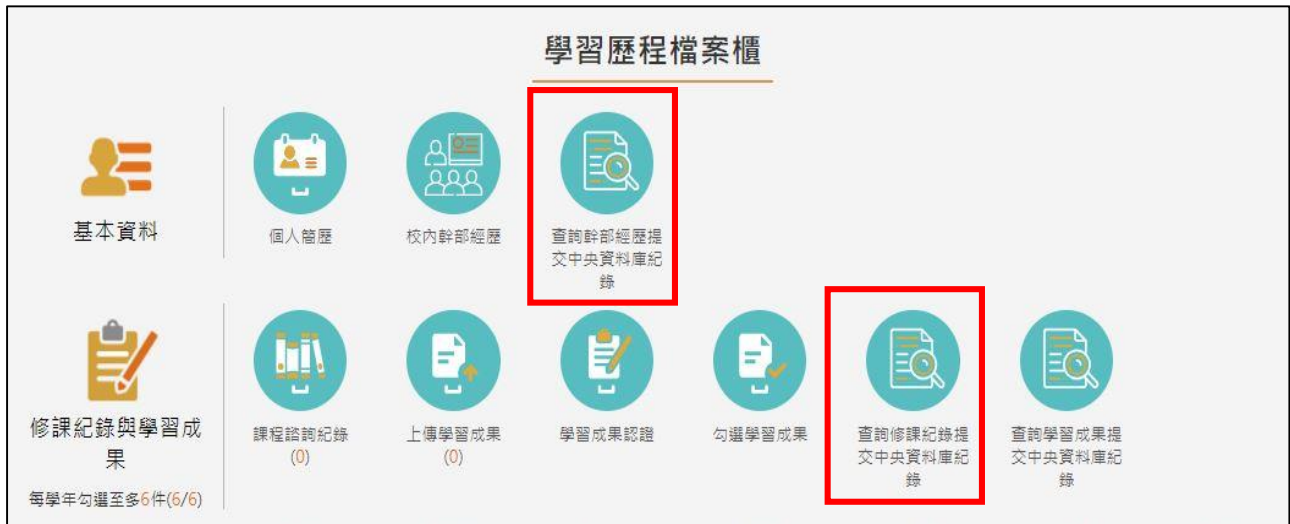 學習歷程檔案櫃
基本資料
個人簡歷
校內幹部經歷
查詢幹部經歷提
交中央資料庫紀
錄
修課紀錄與學習成
果
每學年勾選至多6件(6/6)
課程諮詢紀錄
(0)
上傳學習成果
(0)
學習成果認證
勾選學習成果
查詢修課紀錄提
交中央資料庫紀
錄
查詢學習成果提
交中央資料庫紀
錄